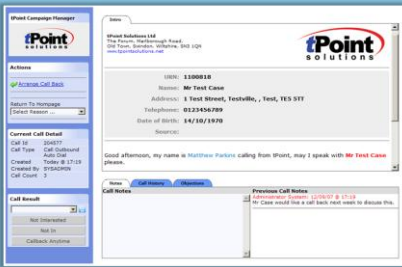 tPoint Campaign Manager
tPoint
solutions
Actions
Arrange Call Back
Return To Homepage
Select Reason ...
Current Call Detail
Call Id 204577
Call Type Call Outbound
Auto Dial
Created Today @ 17:19
Created By SYSADMIN
Call Count 3
Call Result
Not Interested
Not In
Callback Anytime
Intro
tPoint Solutions Ltd
The Forum, Marlborough Road,
Old Town, Swindon, Wiltshire, SN3 1QN
www.tpointsolutions.net
tPoint
solutions
URN: 1100818
Name: Mr Test Case
Address: 1 Test Street, Testville, , Test, TE5 5TT
Telephone: 0123456789
Date of Birth: 14/10/1970
Source:
Good afternoon, my name is Matthew Parkins calling from tPoint, may I speak with Mr Test Case
please.
Notes Call History Objections
Call Notes
Previous Call Notes
Administrator System: 12/09/07 @ 17:19
Mr Case would like a call back next week to discuss this.